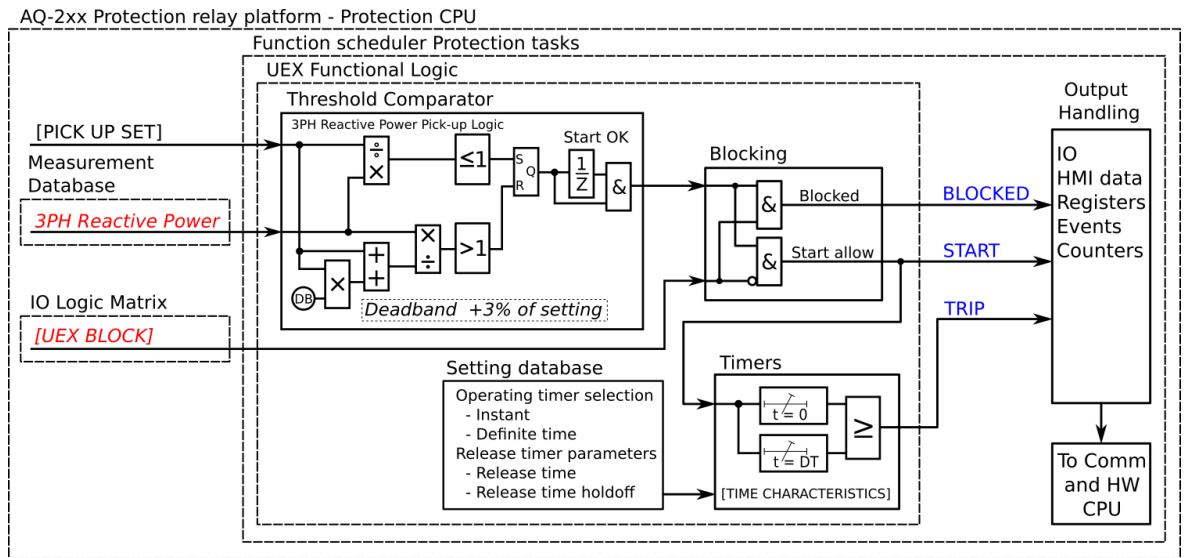 AQ-2xx Protection relay platform - Protection CPU
Function scheduler Protection tasks
UEX Functional Logic
Threshold Comparator
3PH Reactive Power Pick-up Logic
[PICK UP SET]
Measurement
Database
3PH Reactive Power
IO Logic Matrix
[UEX BLOCK]
÷
×
≤1
S
Q
R
Start OK
1
Z
&
×
÷
>1
+
+
×
DB
Deadband +3% of setting
Blocking
&
Blocked
&
Start allow
BLOCKED
START
TRIP
Output
Handling
IO
HMI data
Registers
Events
Counters
To Comm
and HW
CPU
Setting database
Operating timer selection
- Instant
- Definite time
Release timer parameters
- Release time
- Release time holdoff
Timers
t = 0
t = DT
≥
[TIME CHARACTERISTICS]